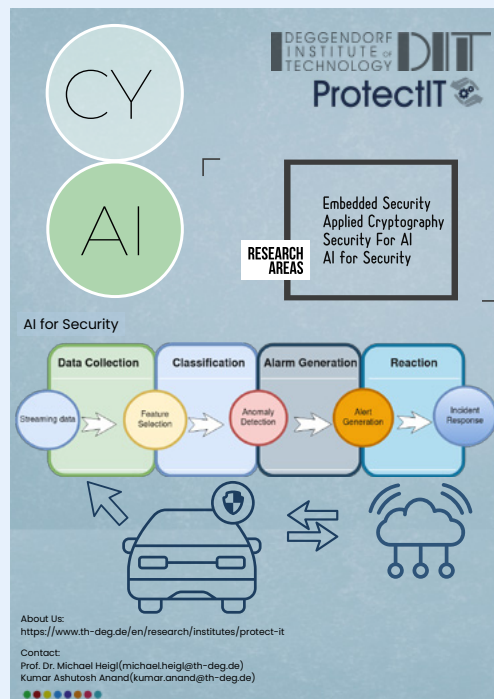 CY
AI
DEGGENDORF
INSTITUTE OF
TECHNOLOGY
DIT
ProtectIT
Embedded Security
Applied Cryptography
Security For AI
AI for Security
RESEARCH
AREAS
AI for Security
Data Collection
Classification
Alarm Generation
Reaction
Streaming data
Feature
Selection
Anomaly
Detection
Alert
Generation
Incident
Response
About Us:
https://www.th-deg.de/en/research/institutes/protect-it
Contact:
Prof. Dr. Michael Heigl(michael.heigl@th-deg.de)
Kumar Ashutosh Anand(kumar.anand@th-deg.de)